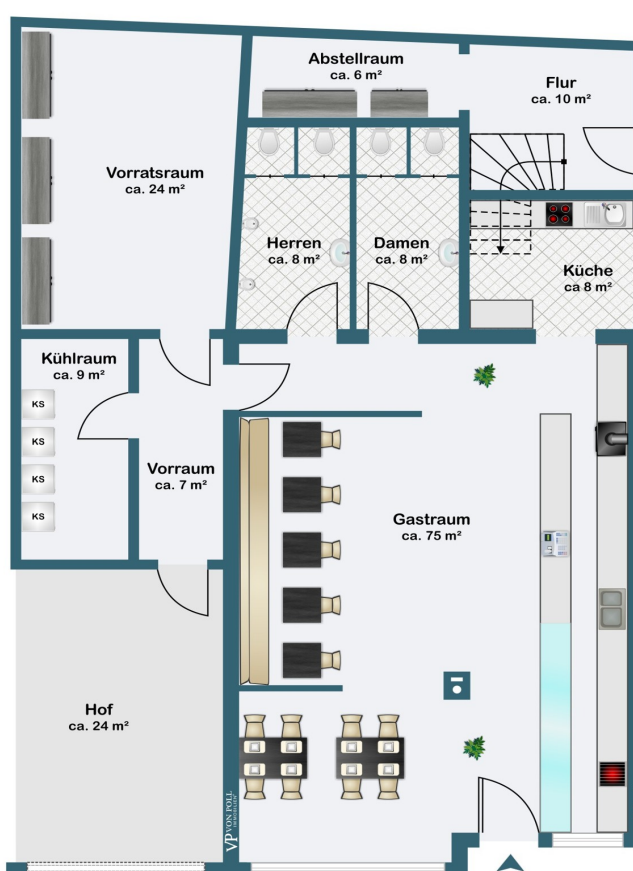 Abstellraum
ca. 6 m²
Flur
ca. 10 m²
Vorratsraum
ca. 24 m²
Herren
ca. 8 m²
Damen
ca. 8 m²
Küche
ca 8 m²
Kühlraum
ca. 9 m²
KS
KS
KS
KS
Vorraum
ca. 7 m²
Gastraum
ca. 75 m²
Hof
ca. 24 m²
VP VON POLL
IMMOBILIEN